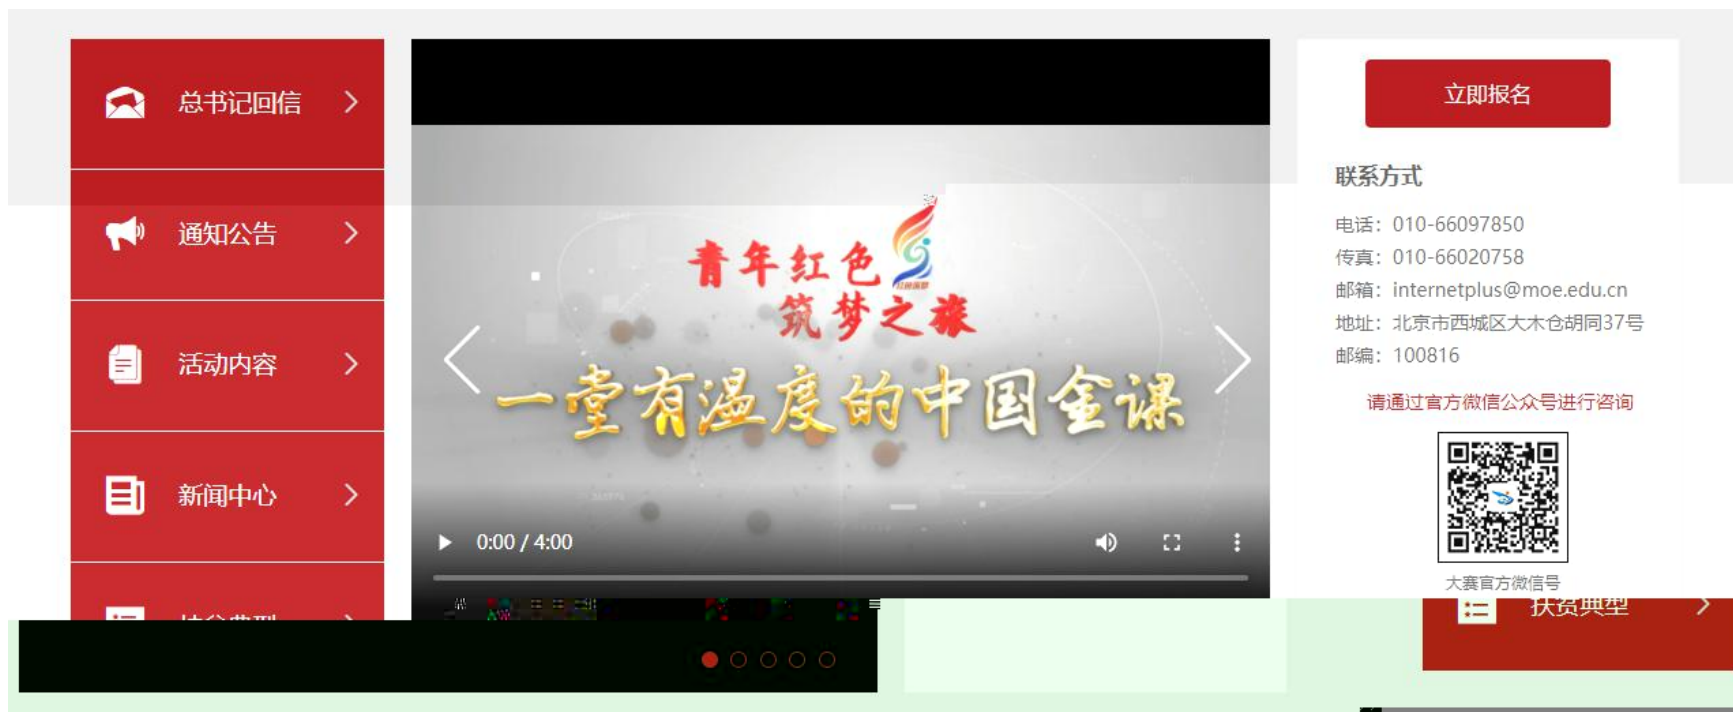 总书记回信
通知公告
活动内容
新闻中心
青年红色
筑梦之旅
一堂有温度的中国金课
0:00 / 4:00
立即报名
联系方式
电话：010-66097850
传真：010-66020758
邮箱：internetplus@moe.edu.cn
地址：北京市西城区大木仓胡同37号
邮编：100816
请通过官方微信公众号进行咨询
大赛官方微信号
扶贫典型